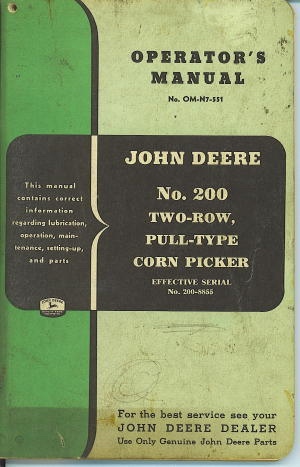 OPERATOR'S
MANUAL
No. OM-N7-551
This manual
contains correct
information
regarding lubrication,
operation, main-
tenance, setting-up,
and parts
JOHN DEERE
No. 200
TWO-ROW,
PULL-TYPE
CORN PICKER
EFFECTIVE SERIAL
No. 200-8855
JOHN DEERE
For the best service see your
JOHN DEERE DEALER
Use Only Genuine John Deere Parts